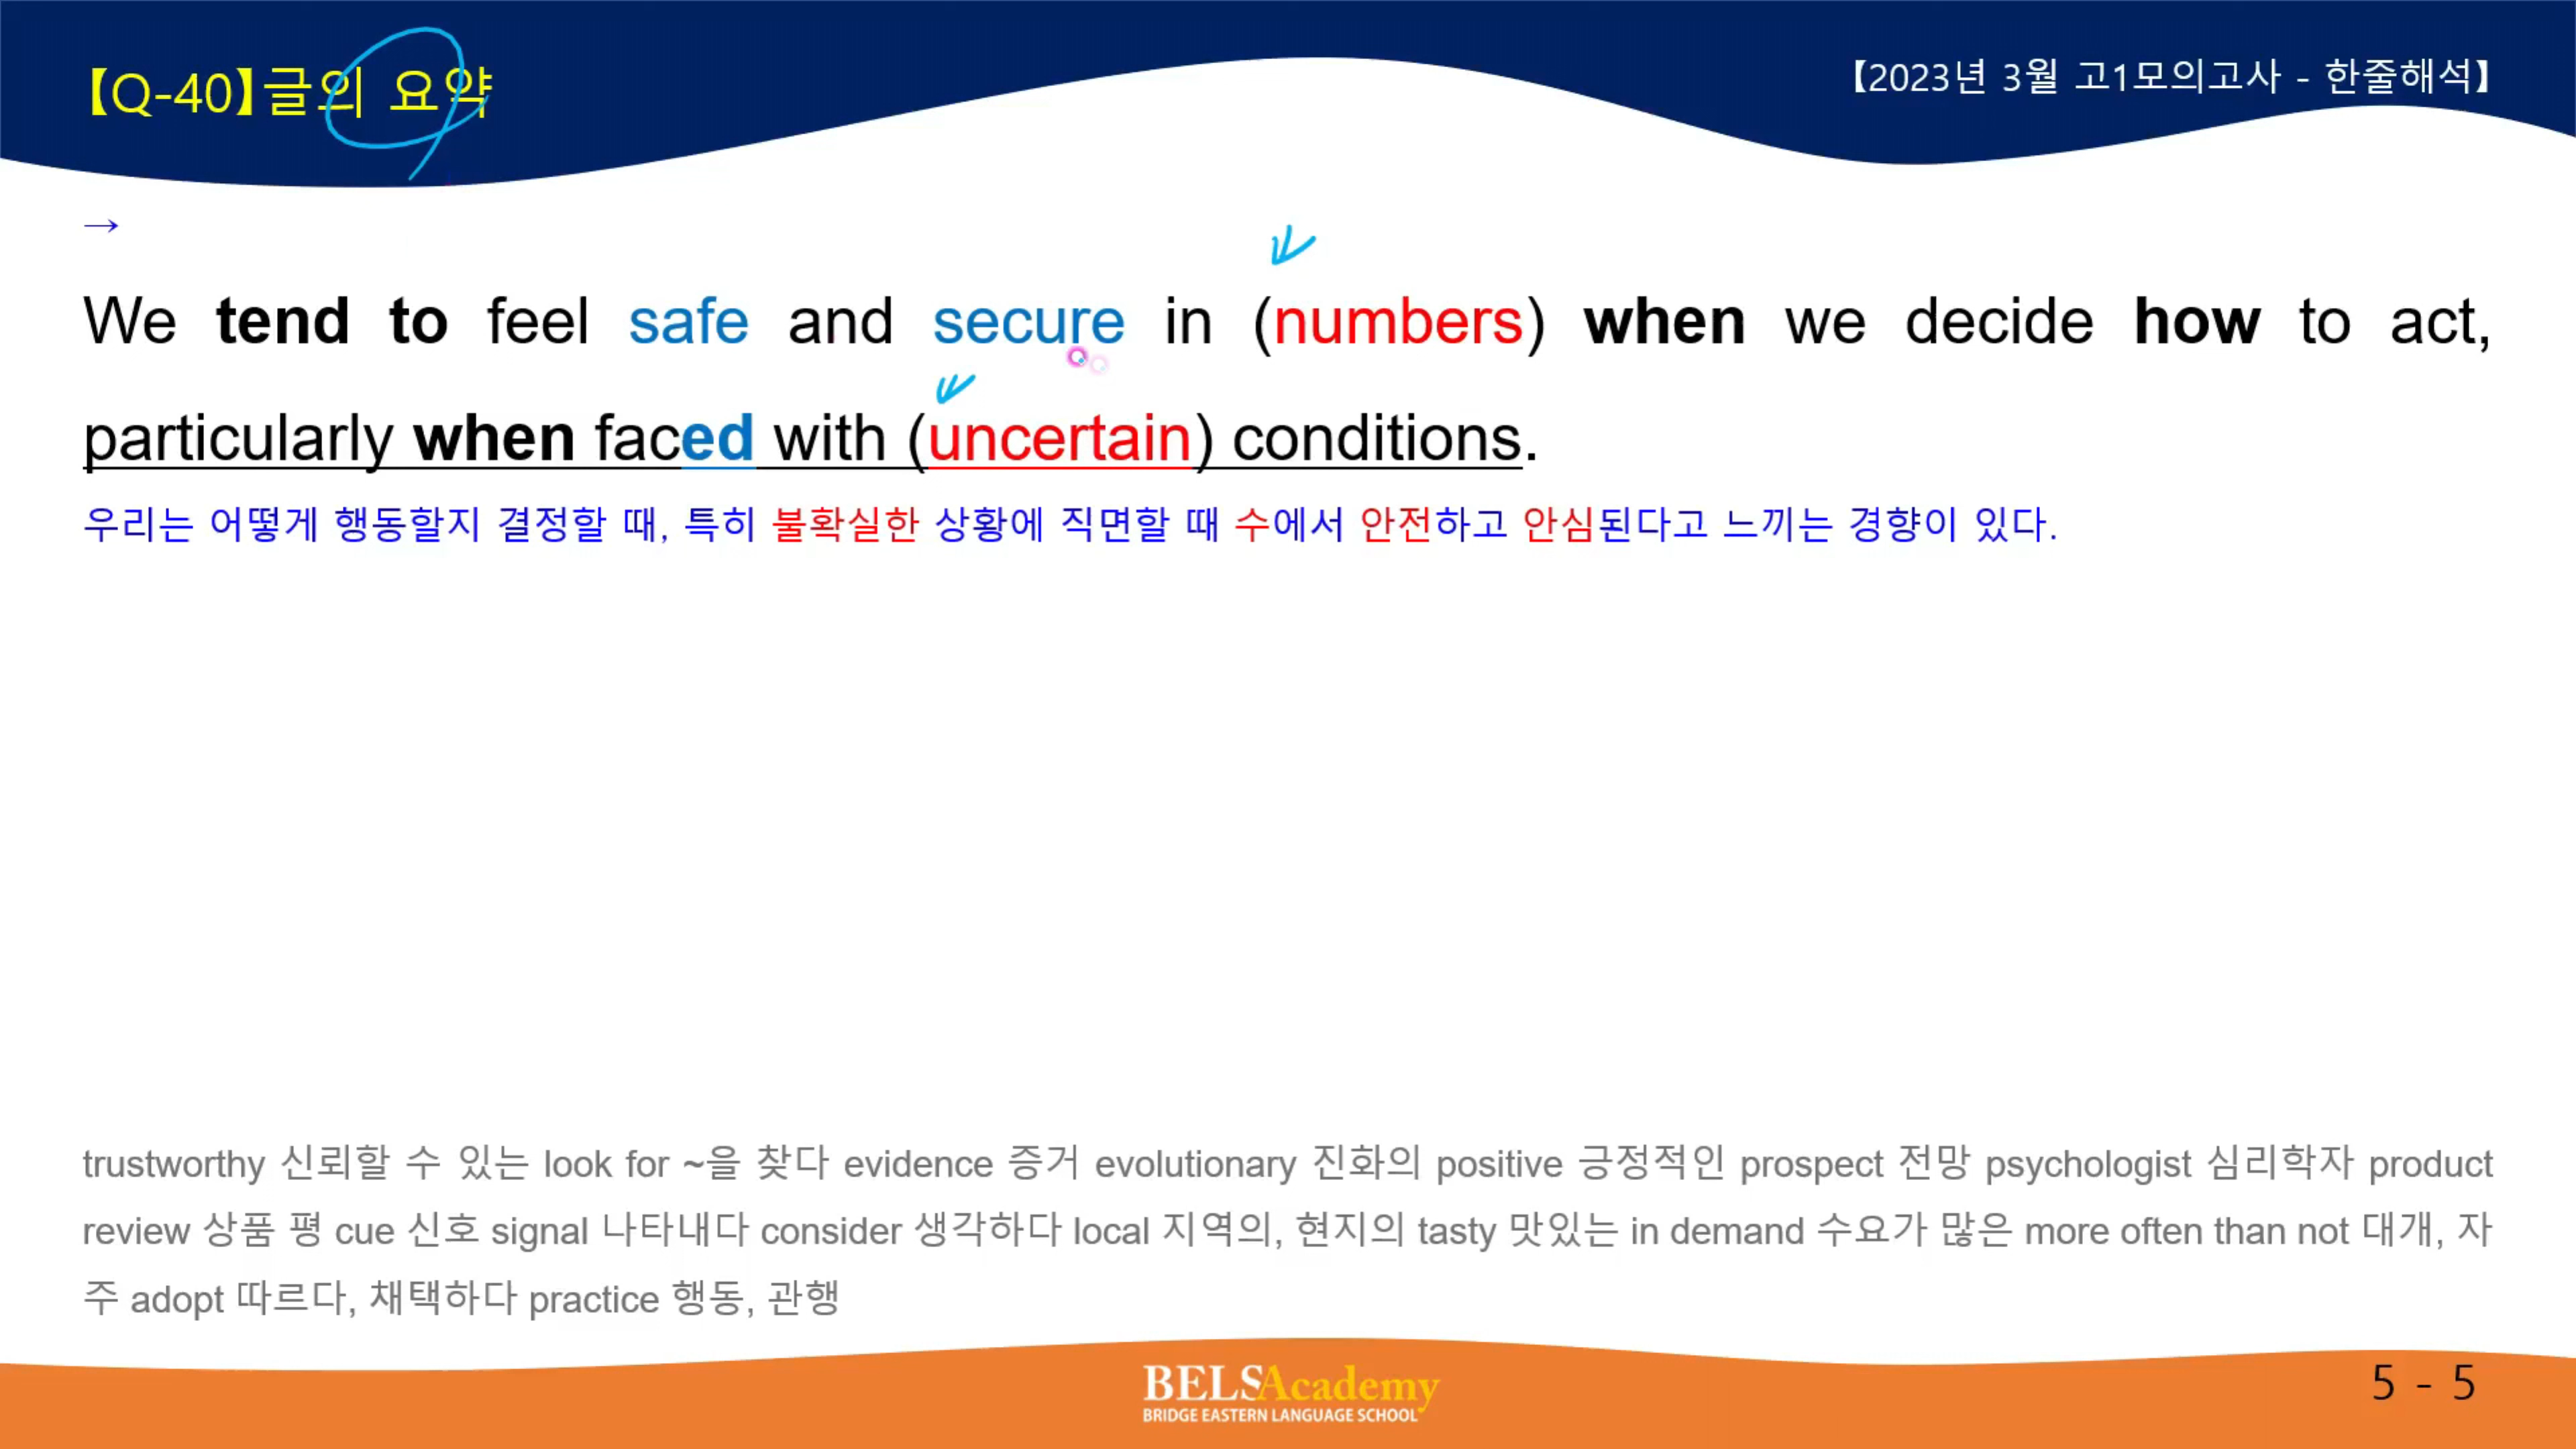 【Q-40】글의 요약
【2023년 3월 고1모의고사 - 한줄해석】
→
We tend to feel safe and secure in (numbers) when we decide how to act,
particularly when faced with (uncertain) conditions.
우리는 어떻게 행동할지 결정할 때, 특히 불확실한 상황에 직면할 때 수에서 안전하고 안심된다고 느끼는 경향이 있다.
trustworthy 신뢰할 수 있는 look for ~을 찾다 evidence 증거 evolutionary 진화의 positive 긍정적인 prospect 전망 psychologist 심리학자 product
review 상품 평 cue 신호 signal 나타내다 consider 생각하다 local 지역의, 현지의 tasty 맛있는 in demand 수요가 많은 more often than not 대개, 자
주 adopt 따르다, 채택하다 practice 행동, 관행
BELSAcademy
BRIDGE EASTERN LANGUAGE SCHOOL
5 - 5